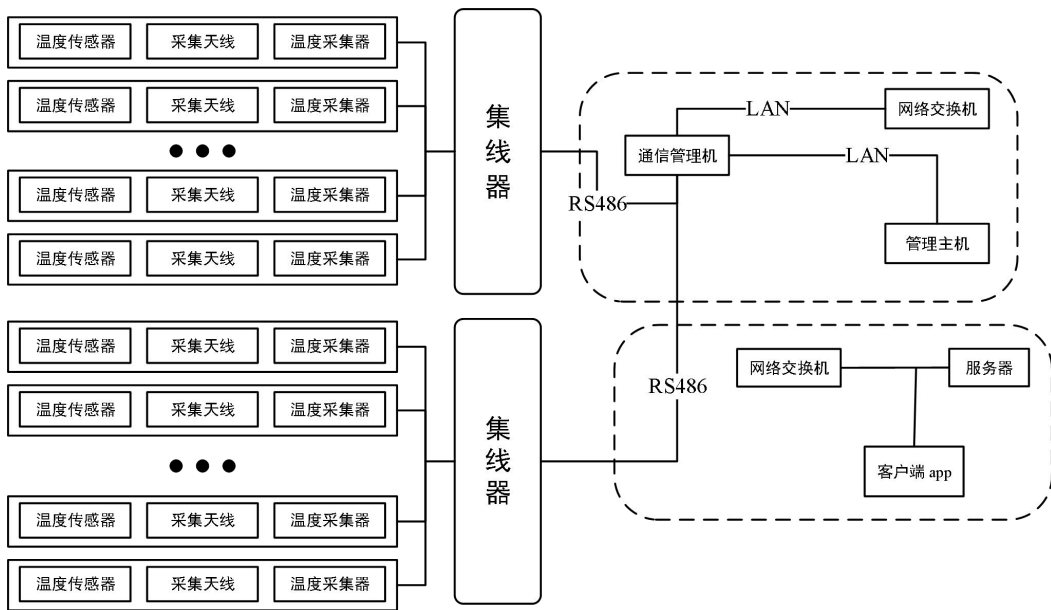 温度传感器 采集天线 温度采集器
温度传感器 采集天线 温度采集器
温度传感器 采集天线 温度采集器
温度传感器 采集天线 温度采集器
集线器
RS486
通信管理机
LAN
网络交换机
LAN
管理主机
温度传感器 采集天线 温度采集器
温度传感器 采集天线 温度采集器
温度传感器 采集天线 温度采集器
温度传感器 采集天线 温度采集器
集线器
RS486
网络交换机
服务器
客户端 app